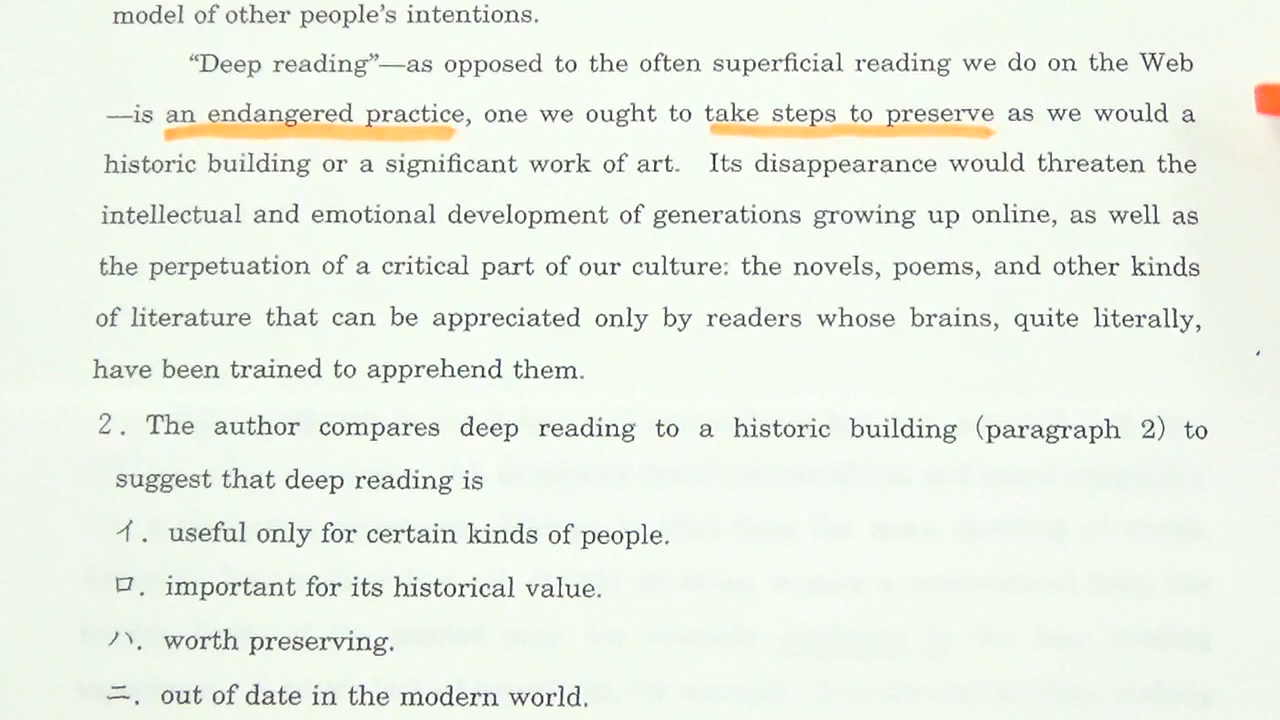 model of other people's intentions.
“Deep reading”—as opposed to the often superficial reading we do on the Web
—is an endangered practice, one we ought to take steps to preserve as we would a
historic building or a significant work of art. Its disappearance would threaten the
intellectual and emotional development of generations growing up online, as well as
the perpetuation of a critical part of our culture: the novels, poems, and other kinds
of literature that can be appreciated only by readers whose brains, quite literally,
have been trained to apprehend them.
2. The author compares deep reading to a historic building (paragraph 2) to
suggest that deep reading is
イ. useful only for certain kinds of people.
ロ. important for its historical value.
ハ. worth preserving.
ニ. out of date in the modern world.